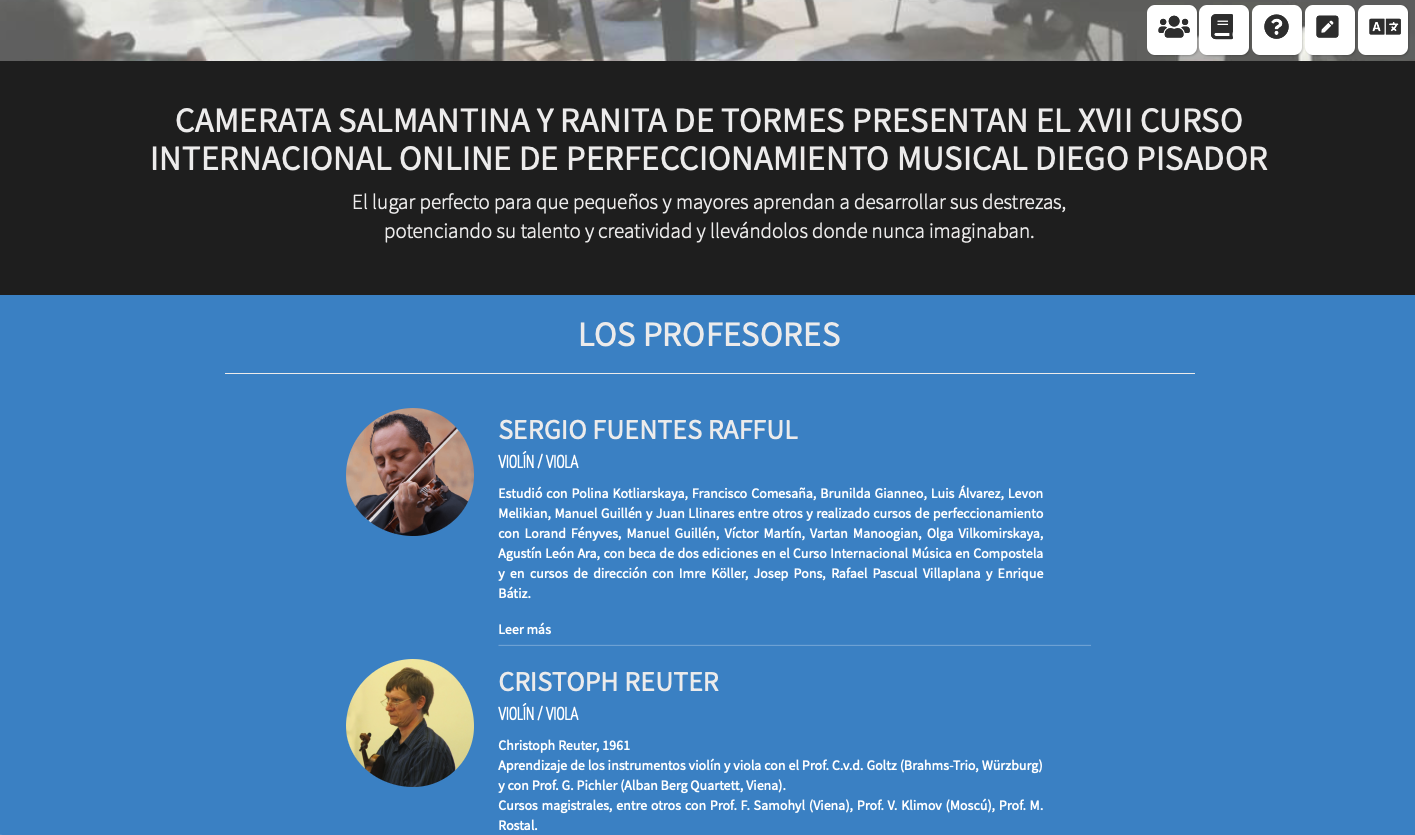 CAMERATA SALMANTINA Y RANITA DE TORMES PRESENTAN EL XVII CURSO
INTERNACIONAL ONLINE DE PERFECCIONAMIENTO MUSICAL DIEGO PISADOR
El lugar perfecto para que pequeños y mayores aprendan a desarrollar sus destrezas,
potenciando su talento y creatividad y llevándolos donde nunca imaginaban.
LOS PROFESORES
SERGIO FUENTES RAFFUL
VIOLÍN / VIOLA
Estudió con Polina Kotliarskaya, Francisco Comesaña, Brunilda Gianneo, Luis Álvarez, Levon
Melikian, Manuel Guillén y Juan Llinares entre otros y realizado cursos de perfeccionamiento
con Lorand Fényves, Manuel Guillén, Víctor Martín, Vartan Manoogian, Olga Vilkomirskaya,
Agustín León Ara, con beca de dos ediciones en el Curso Internacional Música en Compostela
y en cursos de dirección con Imre Köller, Josep Pons, Rafael Pascual Villaplana y Enrique
Bátiz.
Leer más
CRISTOPH REUTER
VIOLÍN / VIOLA
Christoph Reuter, 1961
Aprendizaje de los instrumentos violín y viola con el Prof. C.v.d. Goltz (Brahms-Trio, Würzburg)
y con Prof. G. Pichler (Alban Berg Quartett, Viena).
Cursos magistrales, entre otros con Prof. F. Samohyl (Viena), Prof. V. Klimov (Moscú), Prof. M.
Rostal.